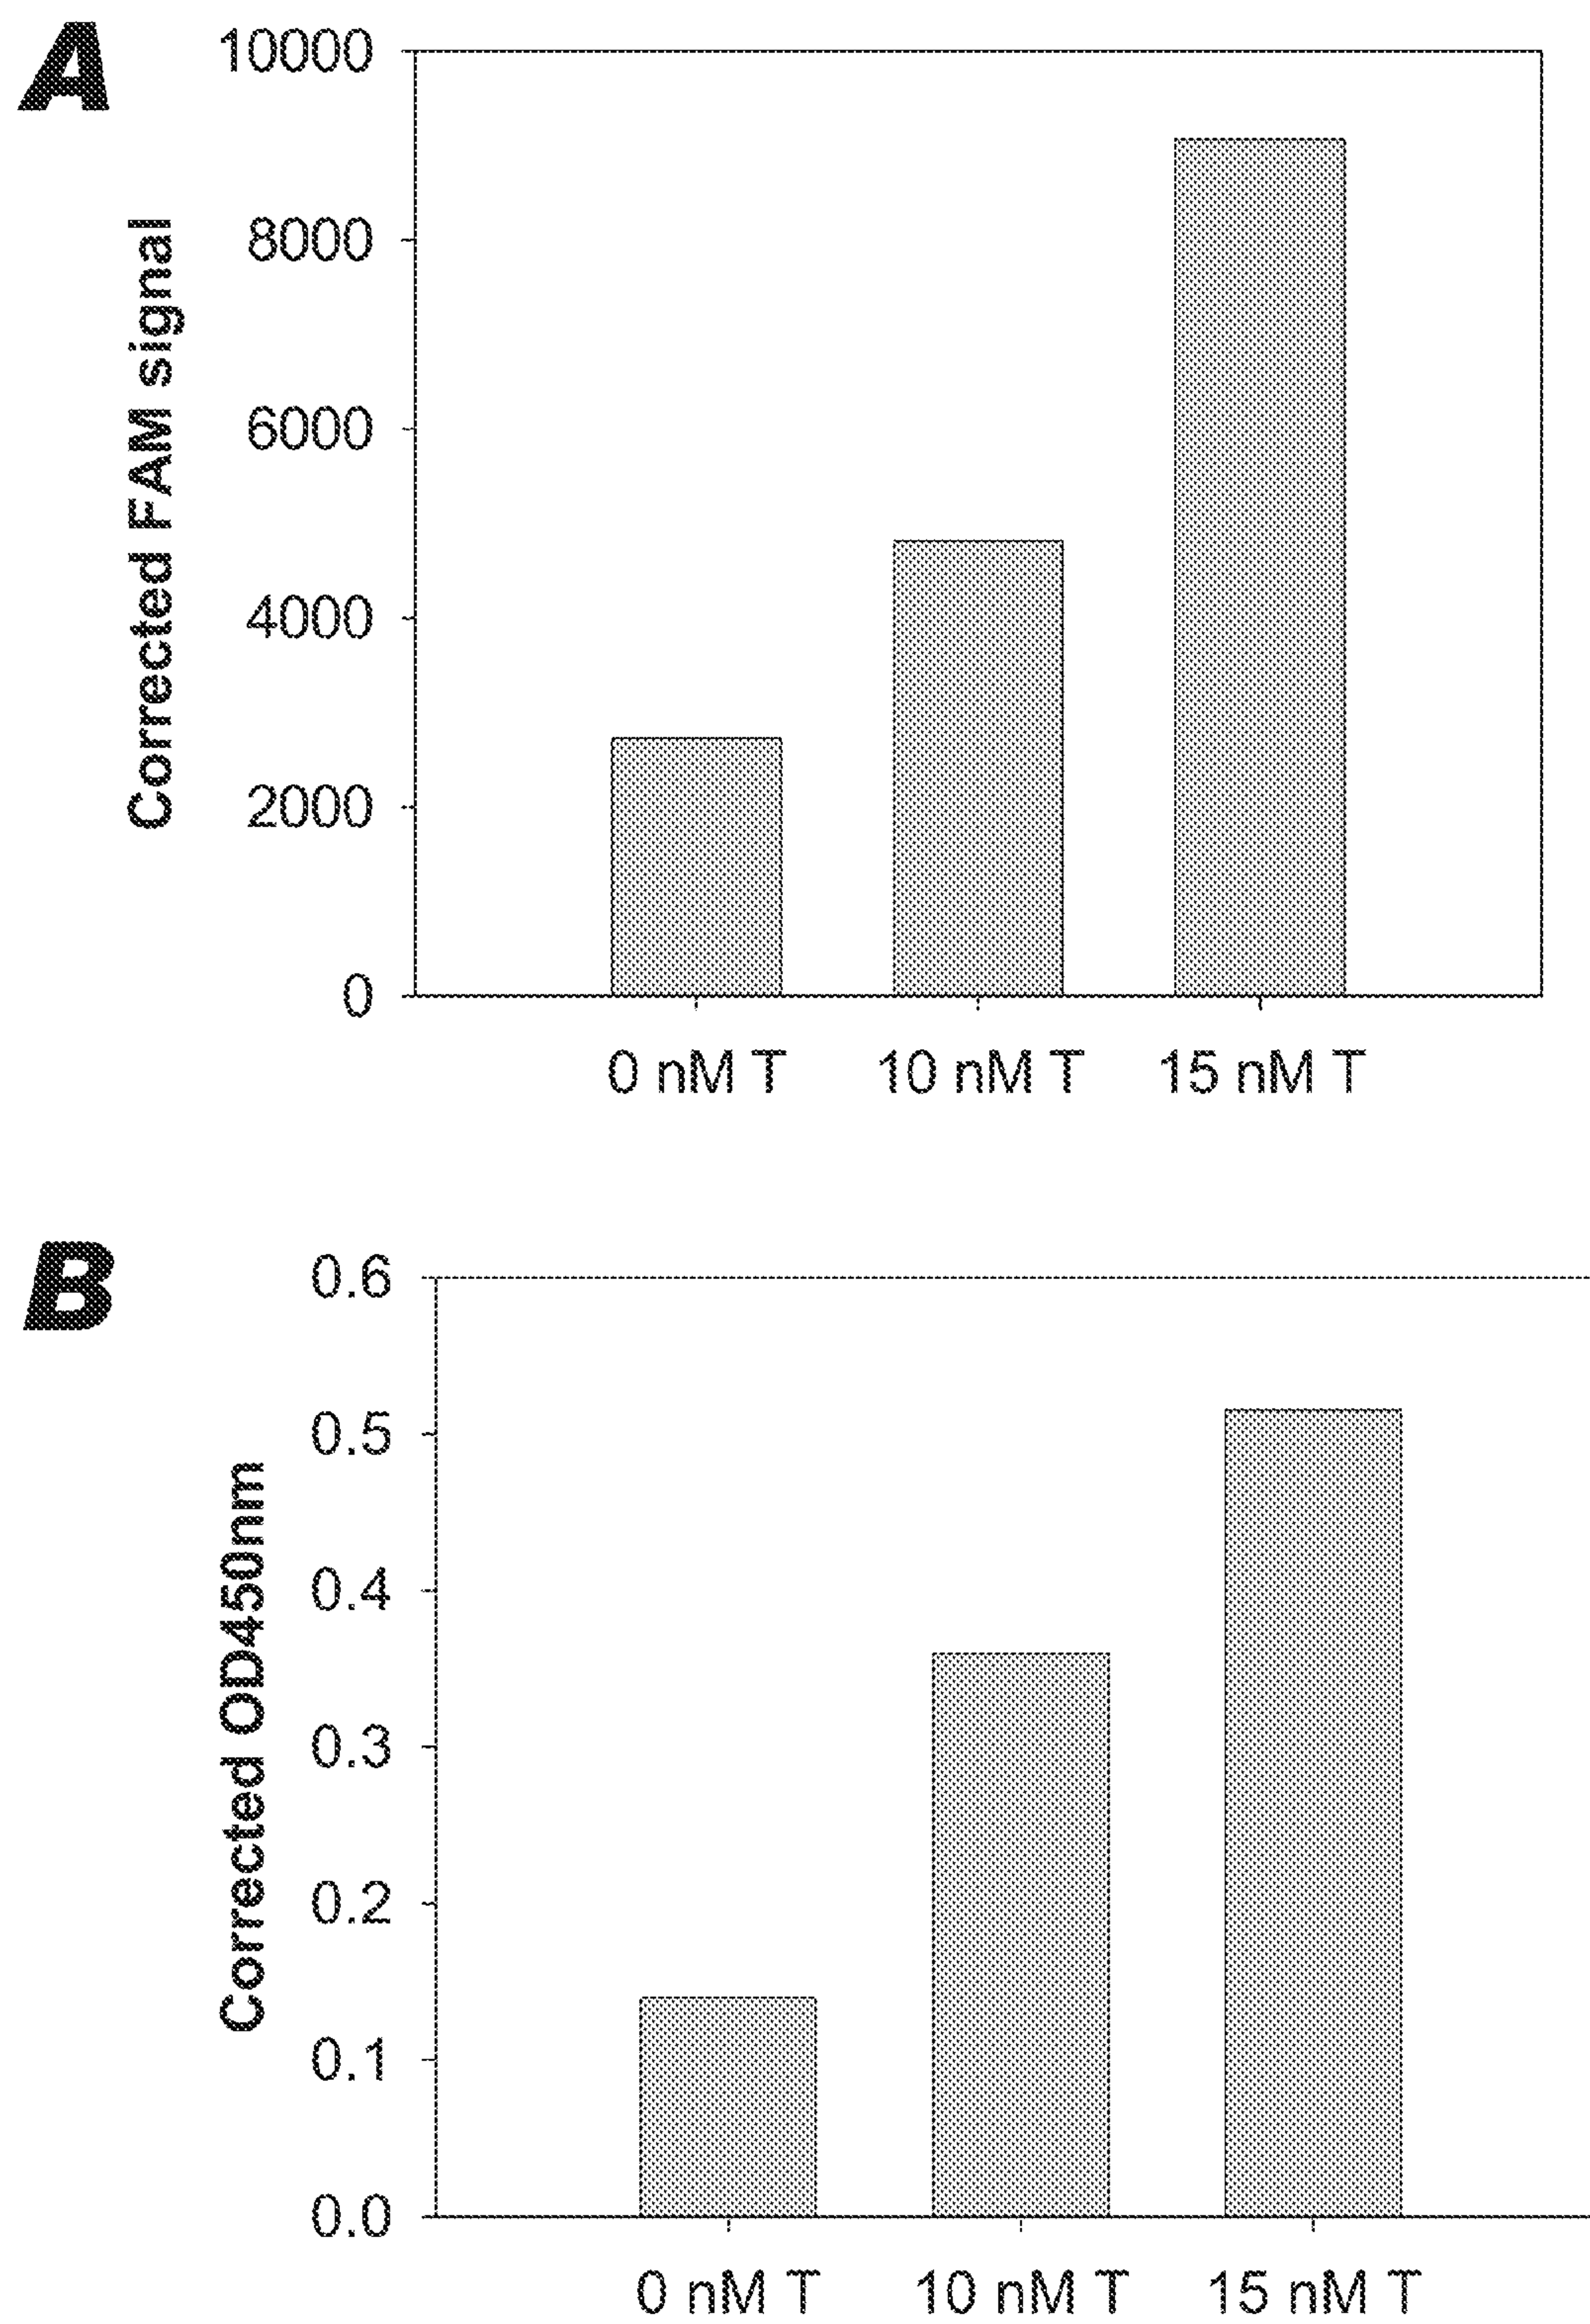 A
Corrected FAM signal
10000
8000
6000
4000
2000
0
0 nM T 10 nM T 15 nM T
B
Corrected OD450nm
0.6
0.5
0.4
0.3
0.2
0.1
0.0
0 nM T 10 nM T 15 nM T